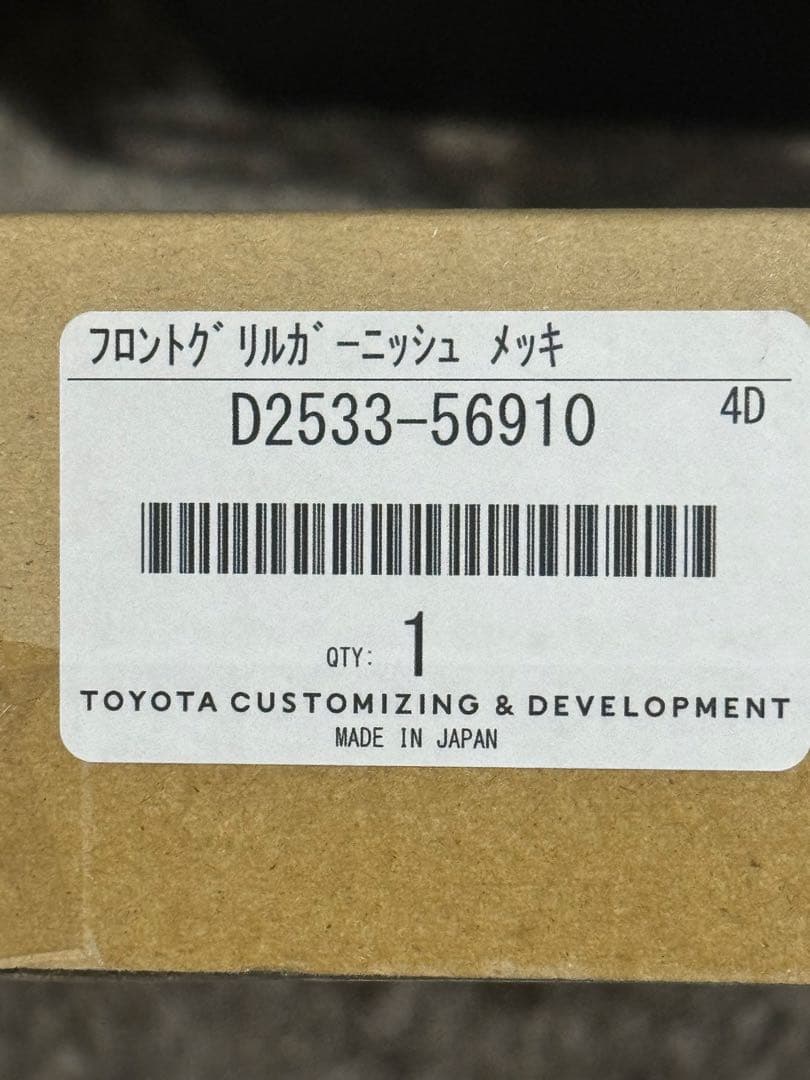 フロントグリルガーニッシュ メッキ
D2533-56910
4D
QTY: 1
TOYOTA CUSTOMIZING & DEVELOPMENT
MADE IN JAPAN